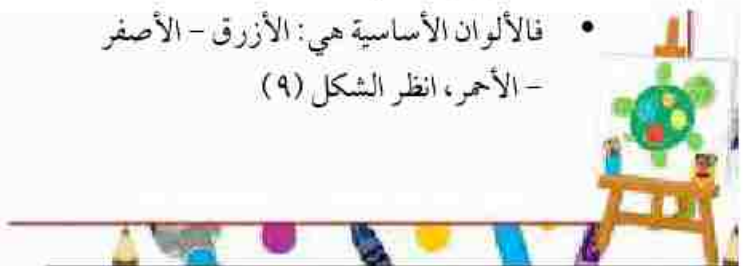 • فالألوان الأساسية هي: الأزرق - الأصفر
- الأحمر، انظر الشكل (٩)